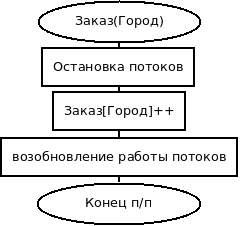 Заказ(Город)
Остановка потоков
Заказ[Город]++
возобновление работы потоков
Конец п/п